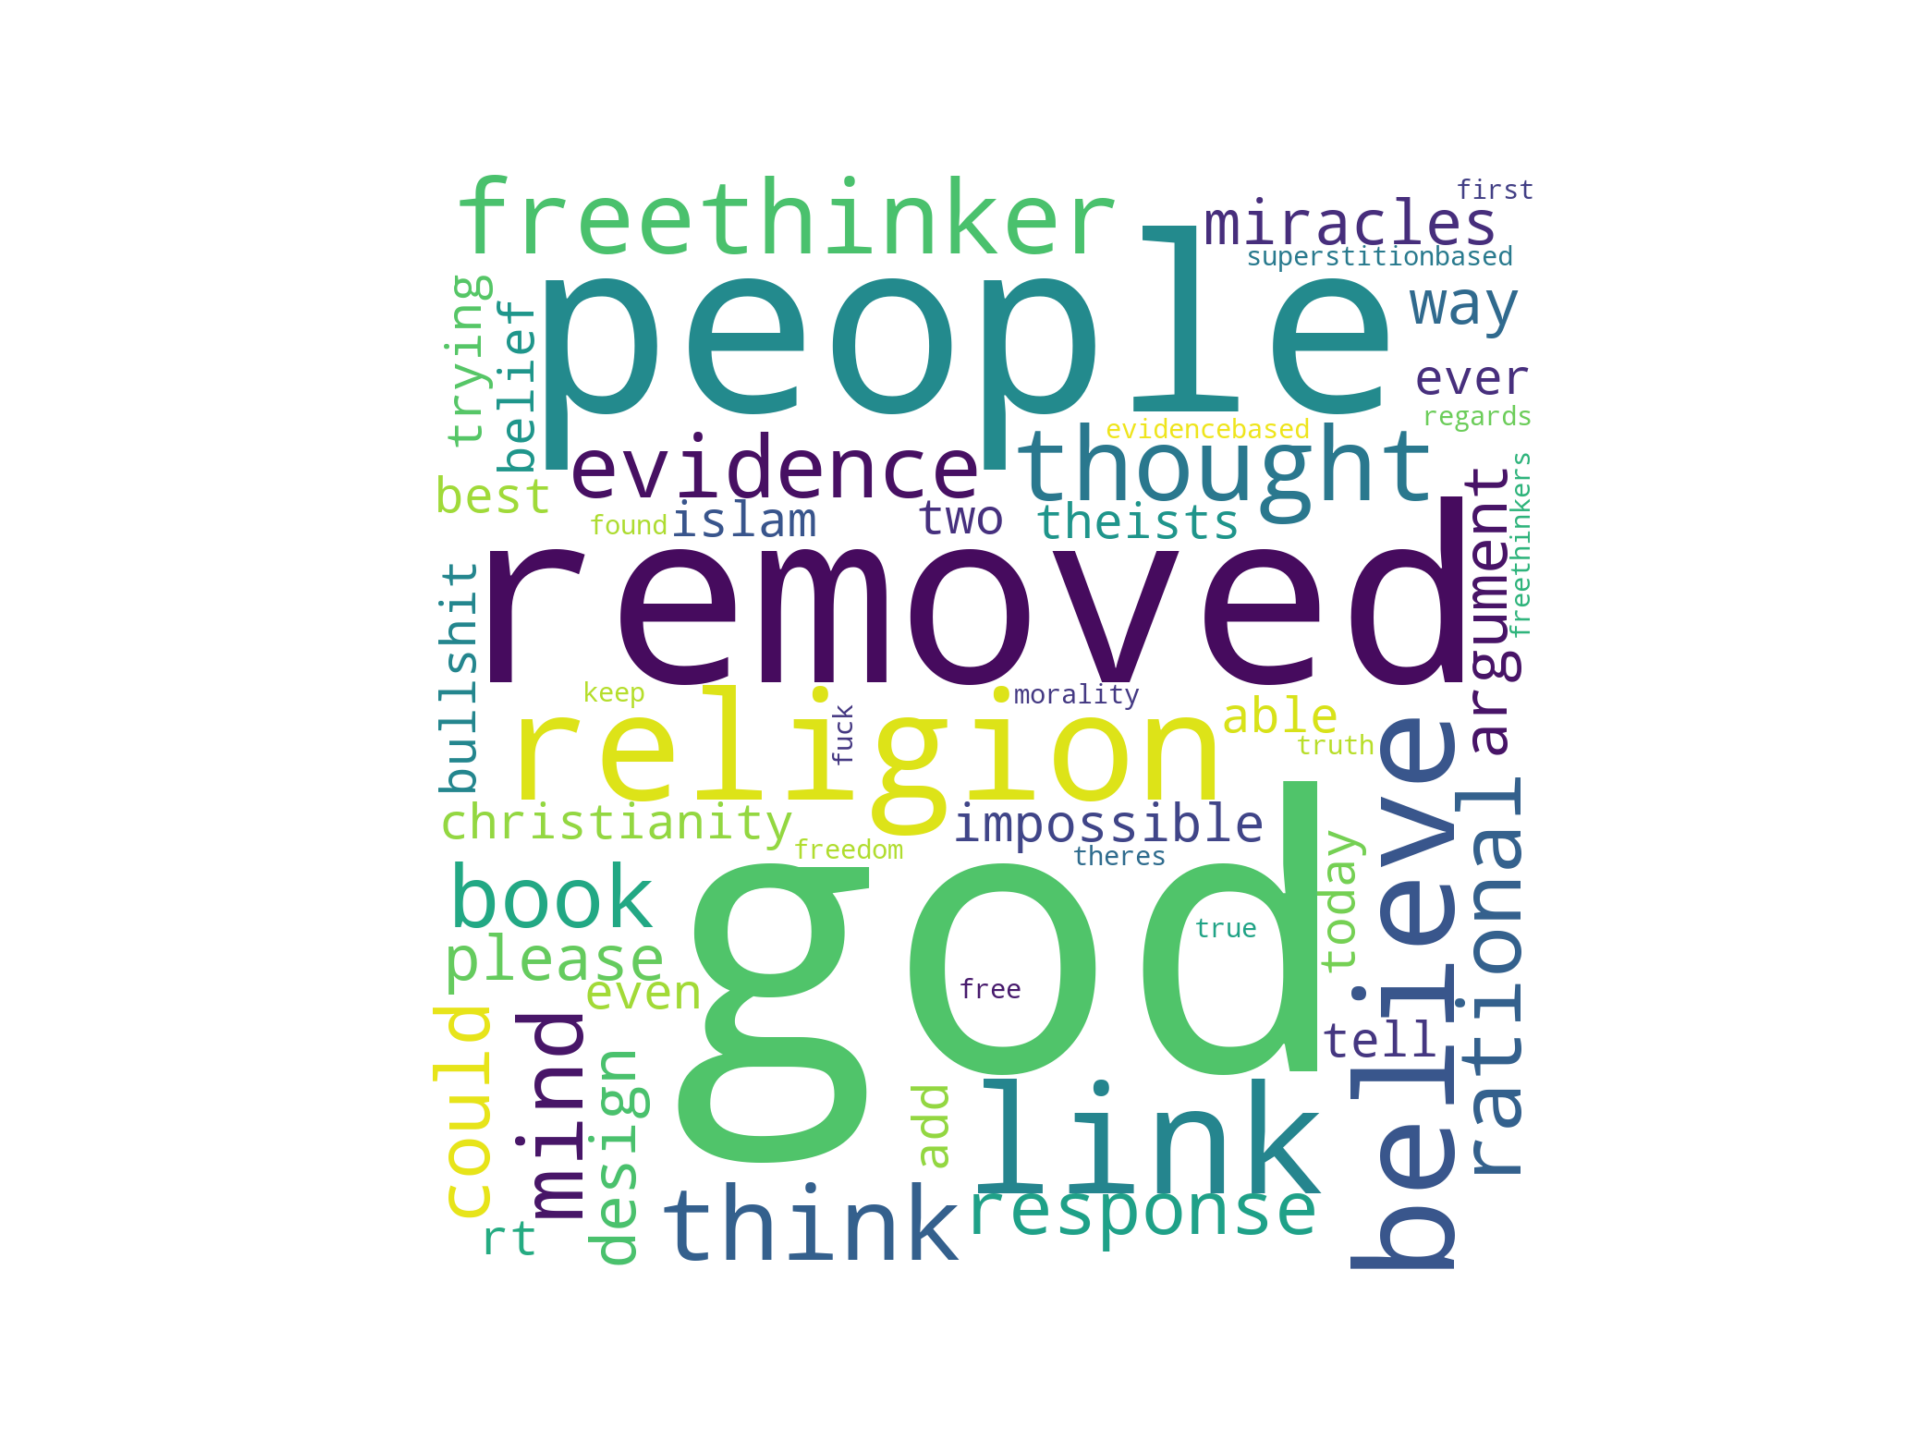 freethinker
first
miracles
superstitionbased
people
way
trying
belief
ever
regards
evidencebased
evidence
thought
freethinkers
best
found
islam
two
theists
argument
removed
bullshit
keep
religion
fuck
morality
able
truth
believe
rational
christianity
impossible
freedom
theres
today
book
god
true
please
even
free
could
mind
tell
design
add
link
think
response
rt